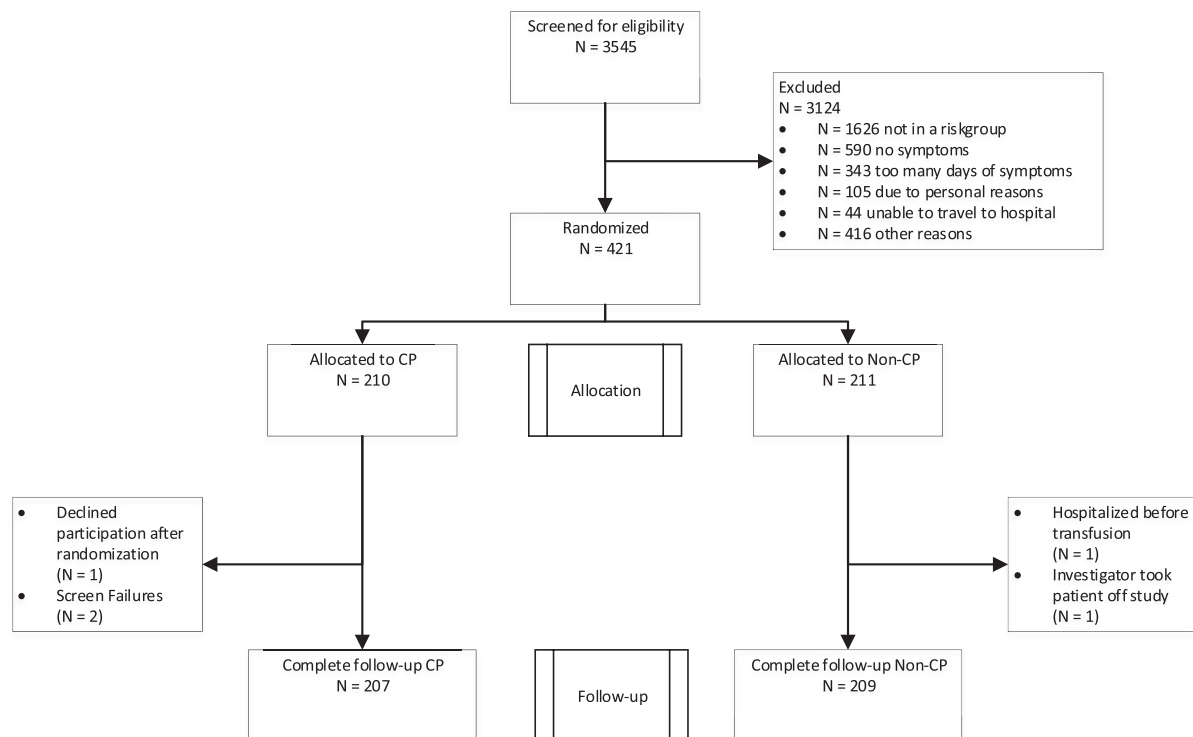 Screened for eligibility
N = 3545
Excluded
N = 3124
• N = 1626 not in a riskgroup
• N = 590 no symptoms
• N = 343 too many days of symptoms
• N = 105 due to personal reasons
• N = 44 unable to travel to hospital
• N = 416 other reasons
Randomized
N = 421
Allocated to CP
N = 210
Allocation
Allocated to Non-CP
N = 211
• Declined
participation after
randomization
(N = 1)
• Screen Failures
(N = 2)
• Hospitalized before
transfusion
(N = 1)
• Investigator took
patient off study
(N = 1)
Complete follow-up CP
N = 207
Follow-up
Complete follow-up Non-CP
N = 209